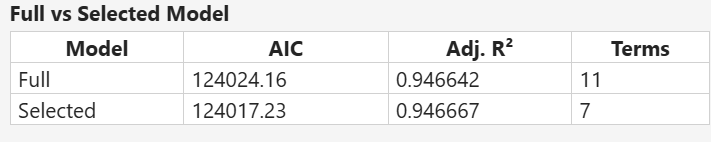 Full vs Selected Model
Model AIC Adj. R² Terms
Full 124024.16 0.946642 11
Selected 124017.23 0.946667 7